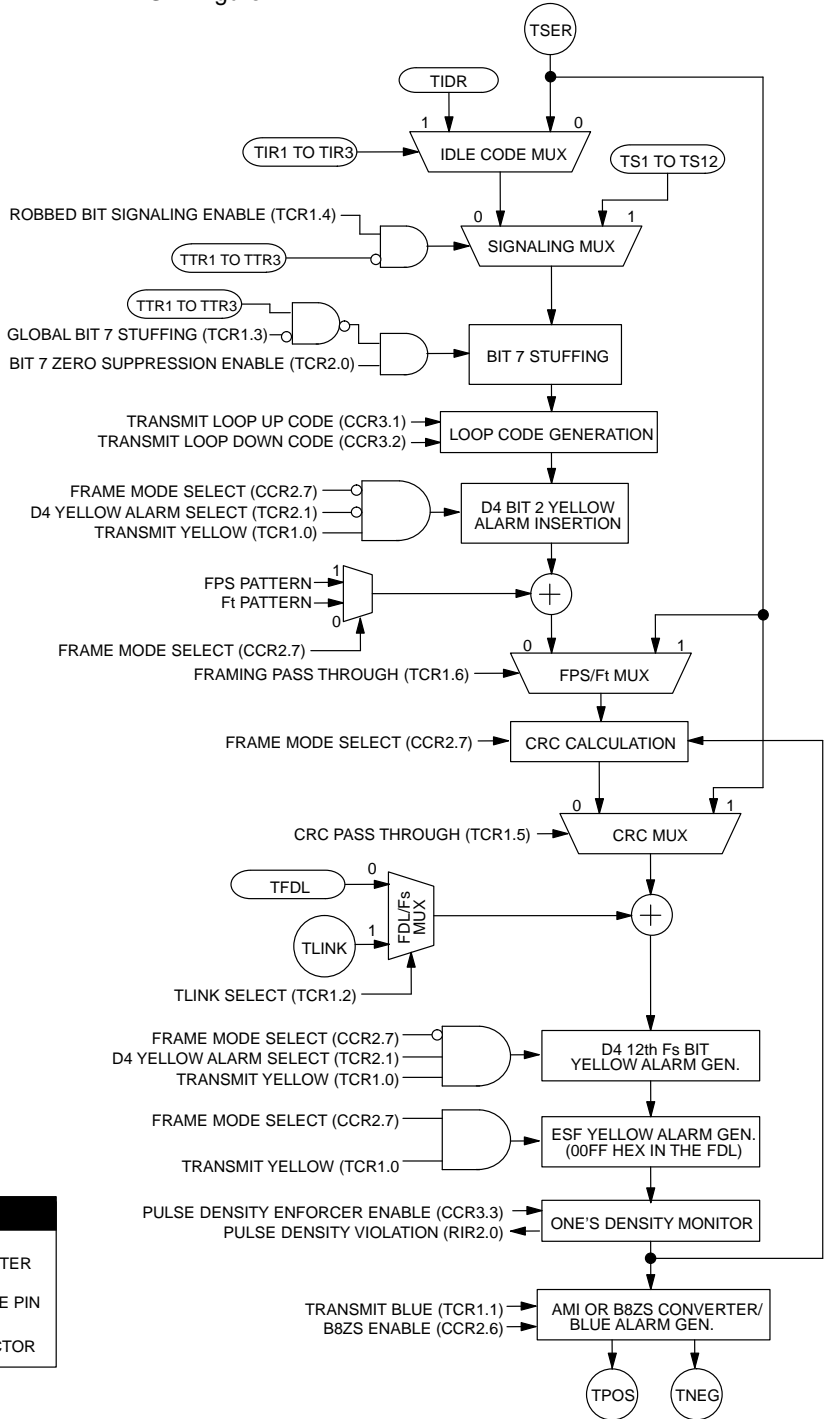 TSER
TIDR
1
0
TIR1 TO TIR3
IDLE CODE MUX
TS1 TO TS12
ROBBED BIT SIGNALING ENABLE (TCR1.4)
0
1
SIGNALING MUX
TTR1 TO TTR3
TTR1 TO TTR3
GLOBAL BIT 7 STUFFING (TCR1.3)
BIT 7 ZERO SUPPRESSION ENABLE (TCR2.0)
BIT 7 STUFFING
TRANSMIT LOOP UP CODE (CCR3.1)
TRANSMIT LOOP DOWN CODE (CCR3.2)
LOOP CODE GENERATION
FRAME MODE SELECT (CCR2.7)
D4 YELLOW ALARM SELECT (TCR2.1)
TRANSMIT YELLOW (TCR1.0)
D4 BIT 2 YELLOW
ALARM INSERTION
FPS PATTERN
Ft PATTERN
1
0
+
FRAME MODE SELECT (CCR2.7)
0
1
FRAMING PASS THROUGH (TCR1.6)
FPS/Ft MUX
FRAME MODE SELECT (CCR2.7)
CRC CALCULATION
0
1
CRC PASS THROUGH (TCR1.5)
CRC MUX
TFDL
0
FDL/Fs
MUX
+
TLINK
1
TLINK SELECT (TCR1.2)
FRAME MODE SELECT (CCR2.7)
D4 YELLOW ALARM SELECT (TCR2.1)
TRANSMIT YELLOW (TCR1.0)
D4 12th Fs BIT
YELLOW ALARM GEN.
FRAME MODE SELECT (CCR2.7)
TRANSMIT YELLOW (TCR1.0
ESF YELLOW ALARM GEN.
(00FF HEX IN THE FDL)
PULSE DENSITY ENFORCER ENABLE (CCR3.3)
PULSE DENSITY VIOLATION (RIR2.0)
ONE'S DENSITY MONITOR
TER
E PIN
CTOR
TRANSMIT BLUE (TCR1.1)
B8ZS ENABLE (CCR2.6)
AMI OR B8ZS CONVERTER/
BLUE ALARM GEN.
TPOS
TNEG